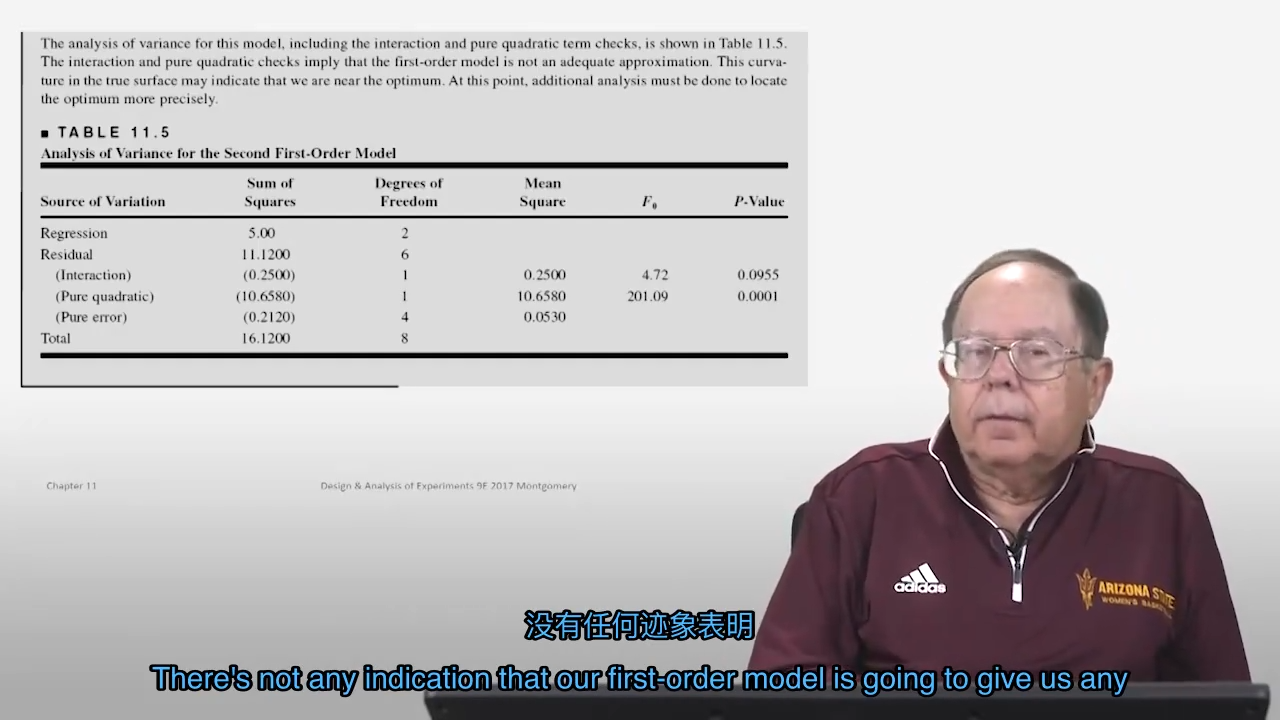 The analysis of variance for this model, including the interaction and pure quadratic term checks, is shown in Table 11.5.
The interaction and pure quadratic checks imply that the first-order model is not an adequate approximation. This curva-
ture in the true surface may indicate that we are near the optimum. At this point, additional analysis must be done to locate
the optimum more precisely.
■ TABLE 11.5
Analysis of Variance for the Second First-Order Model
Source of Variation Sum of Squares Degrees of Freedom Mean Square F₀ P-Value
Regression 5.00 2
Residual 11.1200 6
(Interaction) (0.2500) 1 0.2500 4.72 0.0955
(Pure quadratic) (10.6580) 1 10.6580 201.09 0.0001
(Pure error) (0.2120) 4 0.0530
Total 16.1200 8
Chapter 11 Design & Analysis of Experiments 9E 2017 Montgomery
adidas
ARIZONA STATE
WOMEN'S
没有任何迹象表明
There's not any indication that our first-order model is going to give us any